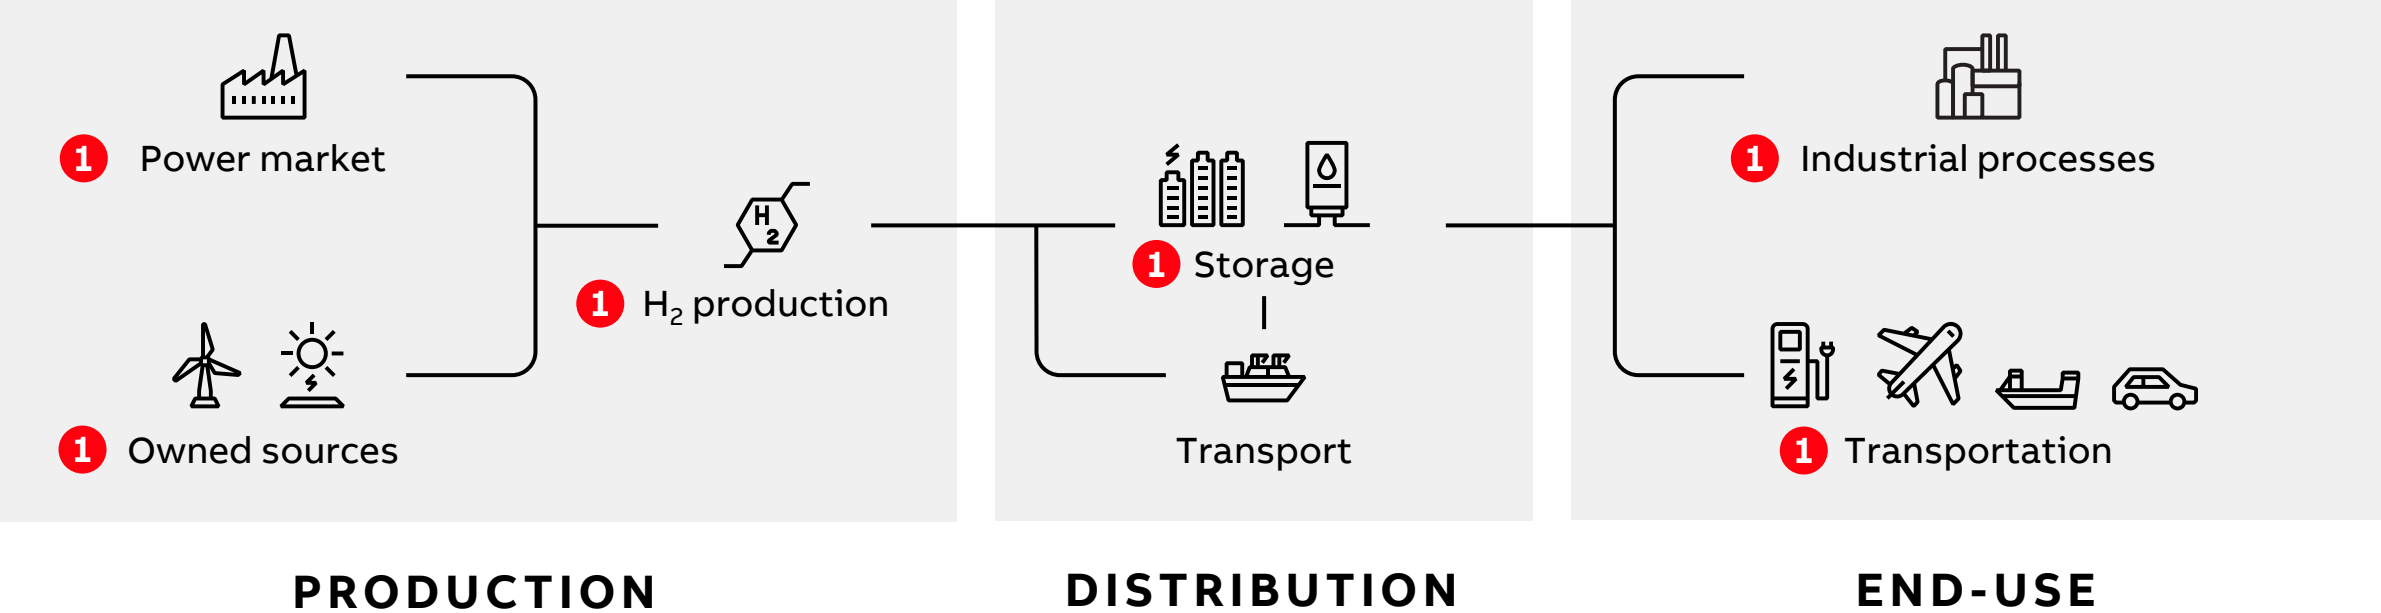 1 Power market
H
2
1 H₂ production
1 Owned sources
1 Storage
Transport
1 Industrial processes
1 Transportation
PRODUCTION
DISTRIBUTION
END-USE